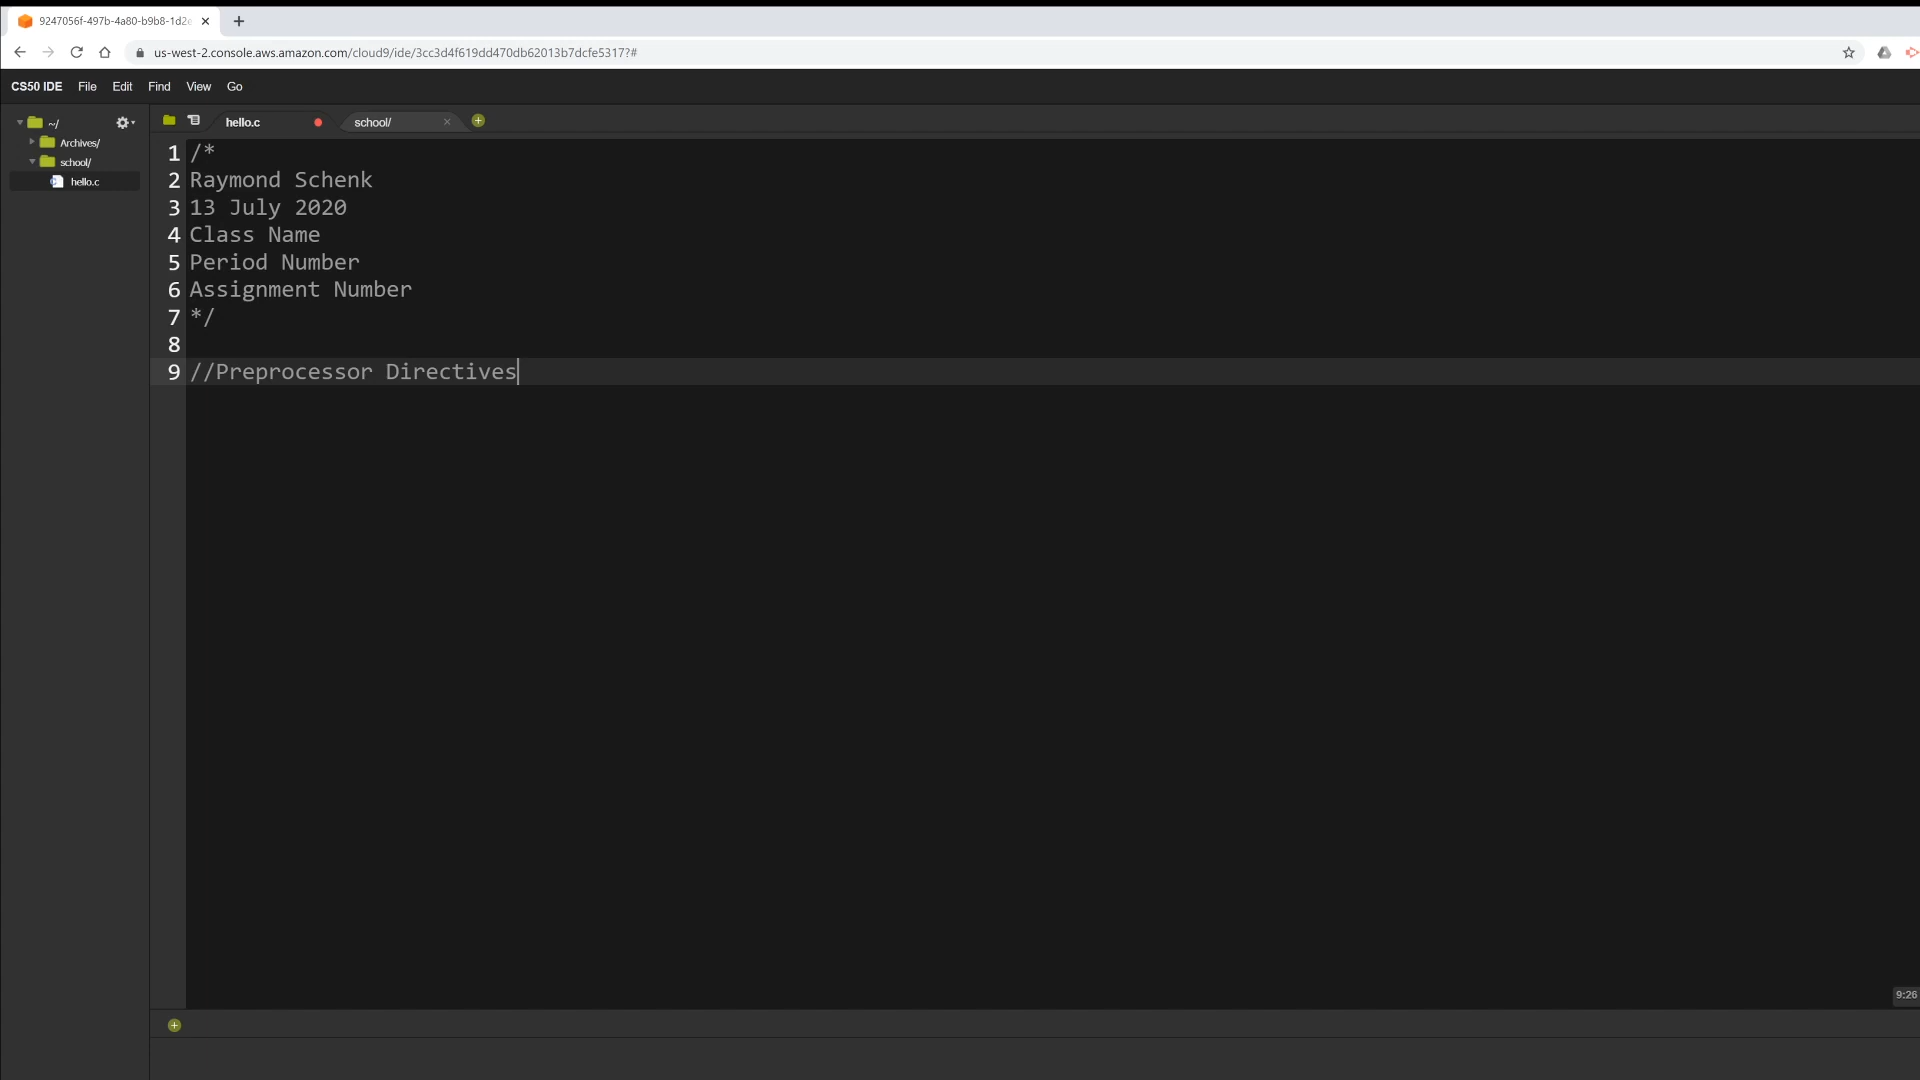 9247056f-497b-4a80-b9b8-1d2e
us-west-2.console.aws.amazon.com/cloud9/ide/3cc3d4f619dd470db62013b7dcfe5317?#
CS50 IDE File Edit Find View Go
~/
Archives/
school/
hello.c
hello.c school/
1 /*
2 Raymond Schenk
3 13 July 2020
4 Class Name
5 Period Number
6 Assignment Number
7 */
8
9 //Preprocessor Directives
9:26